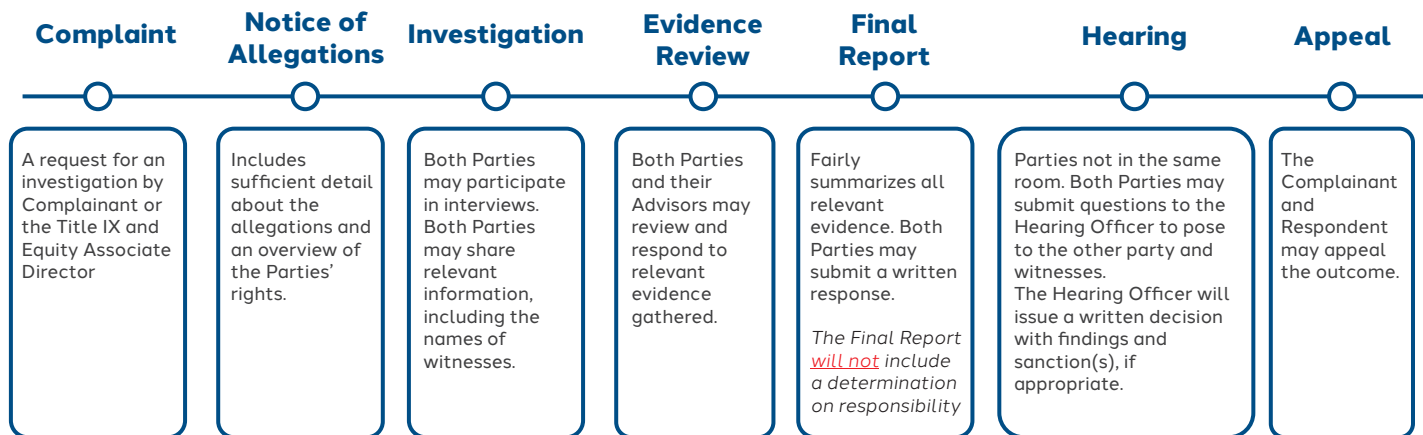 Complaint
Notice of
Allegations
Investigation
Evidence
Review
Final
Report
Hearing
Appeal
A request for an
investigation by
Complainant or
the Title IX and
Equity Associate
Director
Includes
sufficient detail
about the
allegations and
an overview of
the Parties’
rights.
Both Parties
may participate
in interviews.
Both Parties
may share
relevant
information,
including the
names of
witnesses.
Both Parties
and their
Advisors may
review and
respond to
relevant
evidence
gathered.
Fairly
summarizes all
relevant
evidence. Both
Parties may
submit a written
response.
The Final Report
will not include
a determination
on responsibility
Parties not in the same
room. Both Parties may
submit questions to the
Hearing Officer to pose
to the other party and
witnesses.
The Hearing Officer will
issue a written decision
with findings and
sanction(s), if
appropriate.
The
Complainant
and
Respondent
may appeal
the outcome.